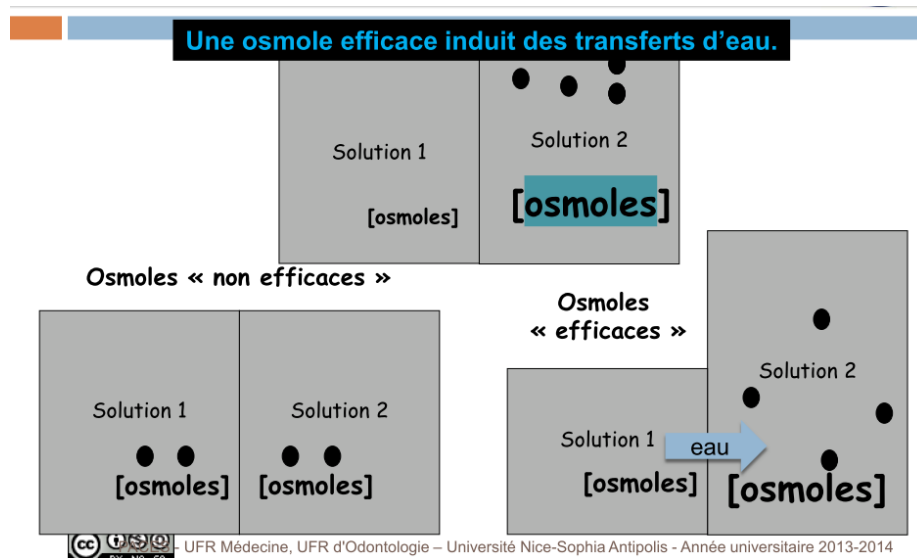 Une osmole efficace induit des transferts d'eau.
Solution 1
Solution 2
[osmoles]
[osmoles]
Osmoles « non efficaces »
Osmoles
« efficaces »
Solution 1
Solution 2
[osmoles]
[osmoles]
Solution 2
Solution 1
eau
[osmoles]
[osmoles]
cc
- UFR Médecine, UFR d'Odontologie – Université Nice-Sophia Antipolis - Année universitaire 2013-2014